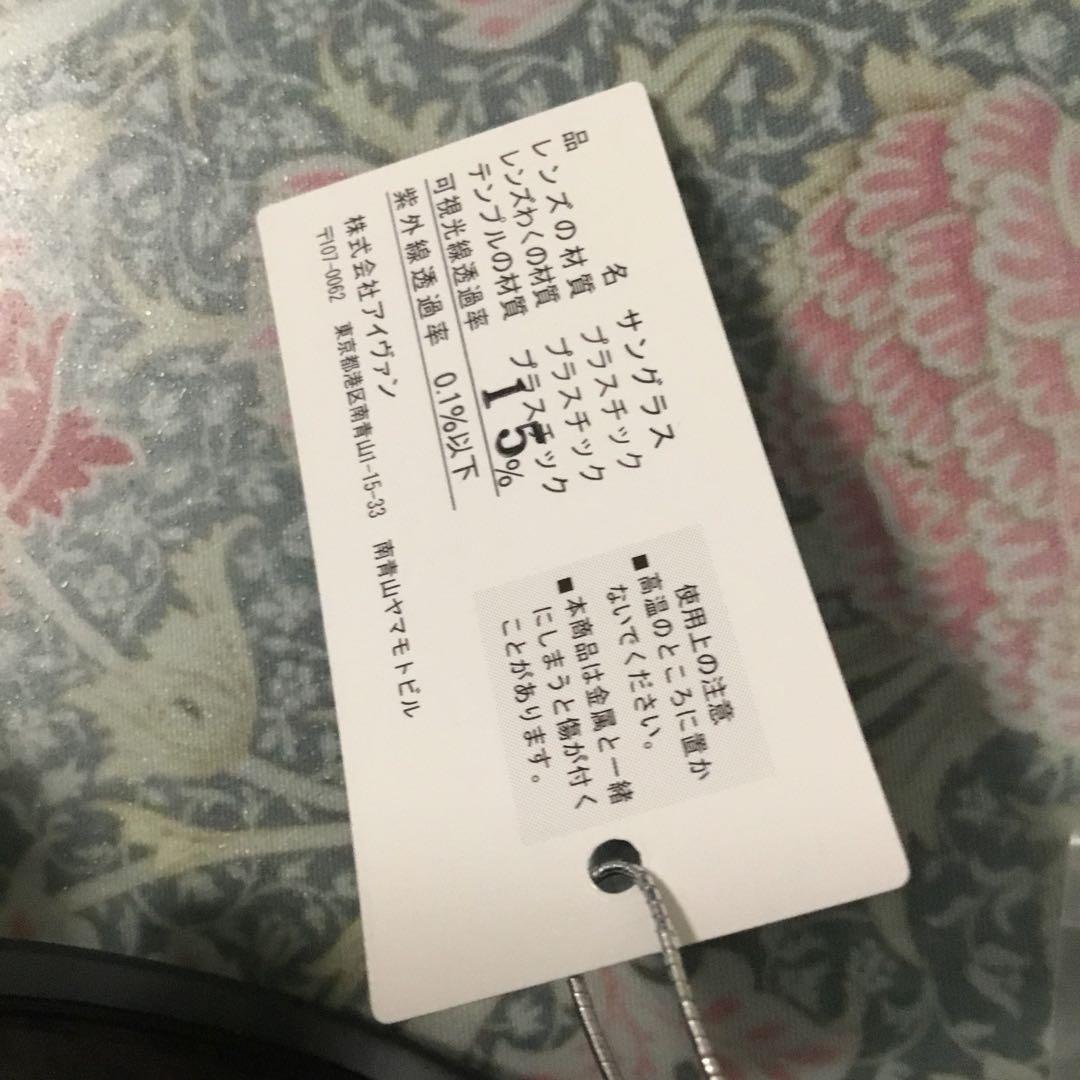 品名 サングラス
レンズの材質 プラスチック
レンズわくの材質 プラスチック
テンプルの材質 プラスチック
可視光線透過率 15%
紫外線透過率 0.1%以下
株式会社アイヴァン
〒107-0062 東京都港区南青山1-15-33 南青山ヤマモトビル
使用上の注意
■高温のところに置か
ないでください。
■本商品は金属と一緒
にしまうと傷が付く
ことがあります。